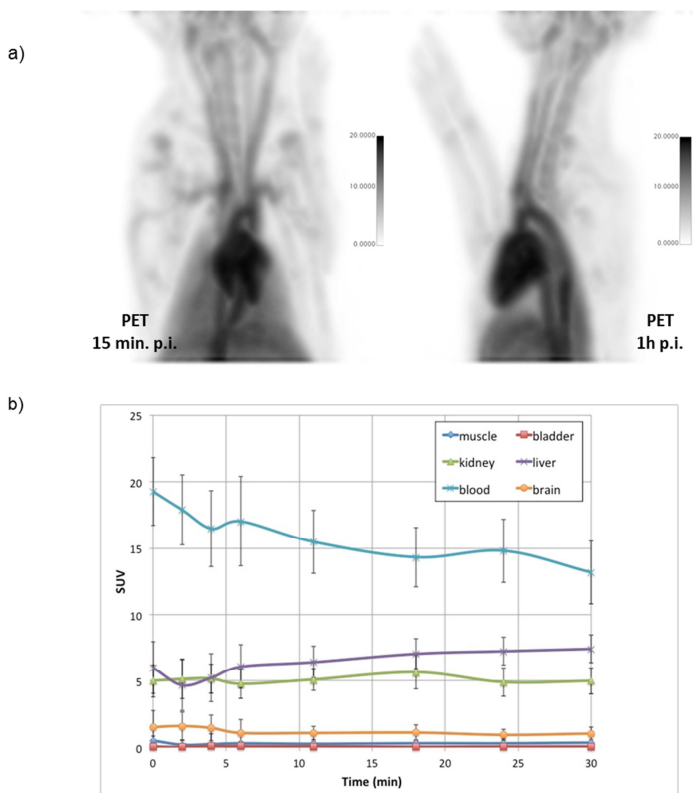 a)
20.0000
10.0000
0.0000
PET
15 min. p.i.
20.0000
10.0000
0.0000
PET
1h p.i.
b)
25
20
15
10
5
0
SUV
muscle bladder
kidney liver
blood brain
0 5 10 15 20 25 30
Time (min)